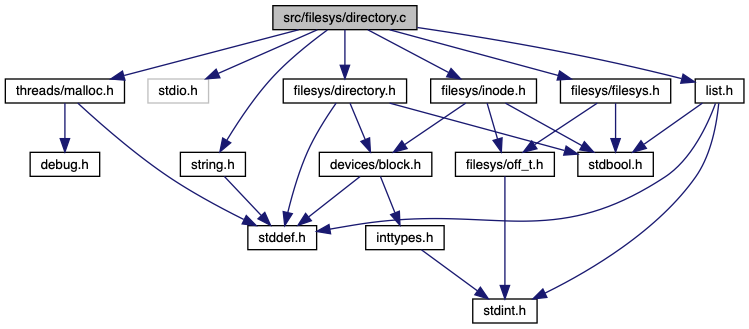 src/filesys/directory.c
threads/malloc.h
stdio.h
filesys/directory.h
filesys/inode.h
filesys/filesys.h
list.h
debug.h
string.h
devices/block.h
filesys/off_t.h
stdbool.h
stddef.h
inttypes.h
stdint.h